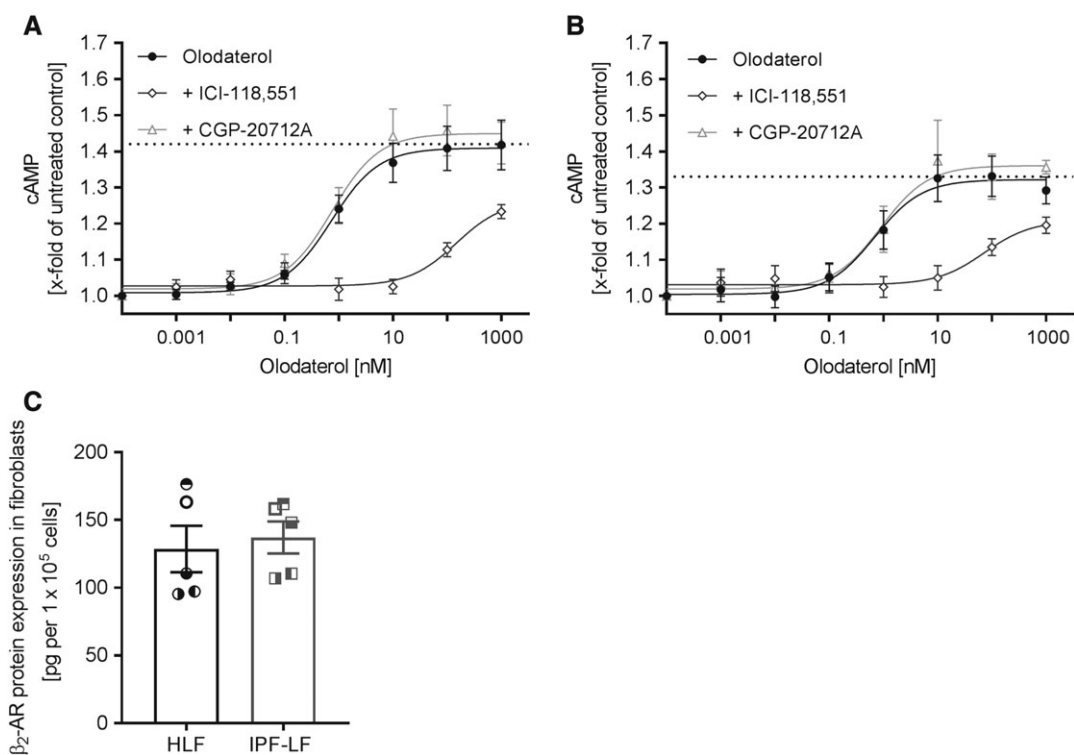 A
cAMP
[x-fold of untreated control]
1.7
1.6
1.5
1.4
1.3
1.2
1.1
1.0
Olodaterol
+ ICI-118,551
+ CGP-20712A
0.001
0.1
10
1000
Olodaterol [nM]
B
cAMP
[x-fold of untreated control]
1.7
1.6
1.5
1.4
1.3
1.2
1.1
1.0
Olodaterol
+ ICI-118,551
+ CGP-20712A
0.001
0.1
10
1000
Olodaterol [nM]
C
β₂-AR protein expression in fibroblasts
[pg per 1 x 10⁵ cells]
200
150
100
50
0
HLF
IPF-LF